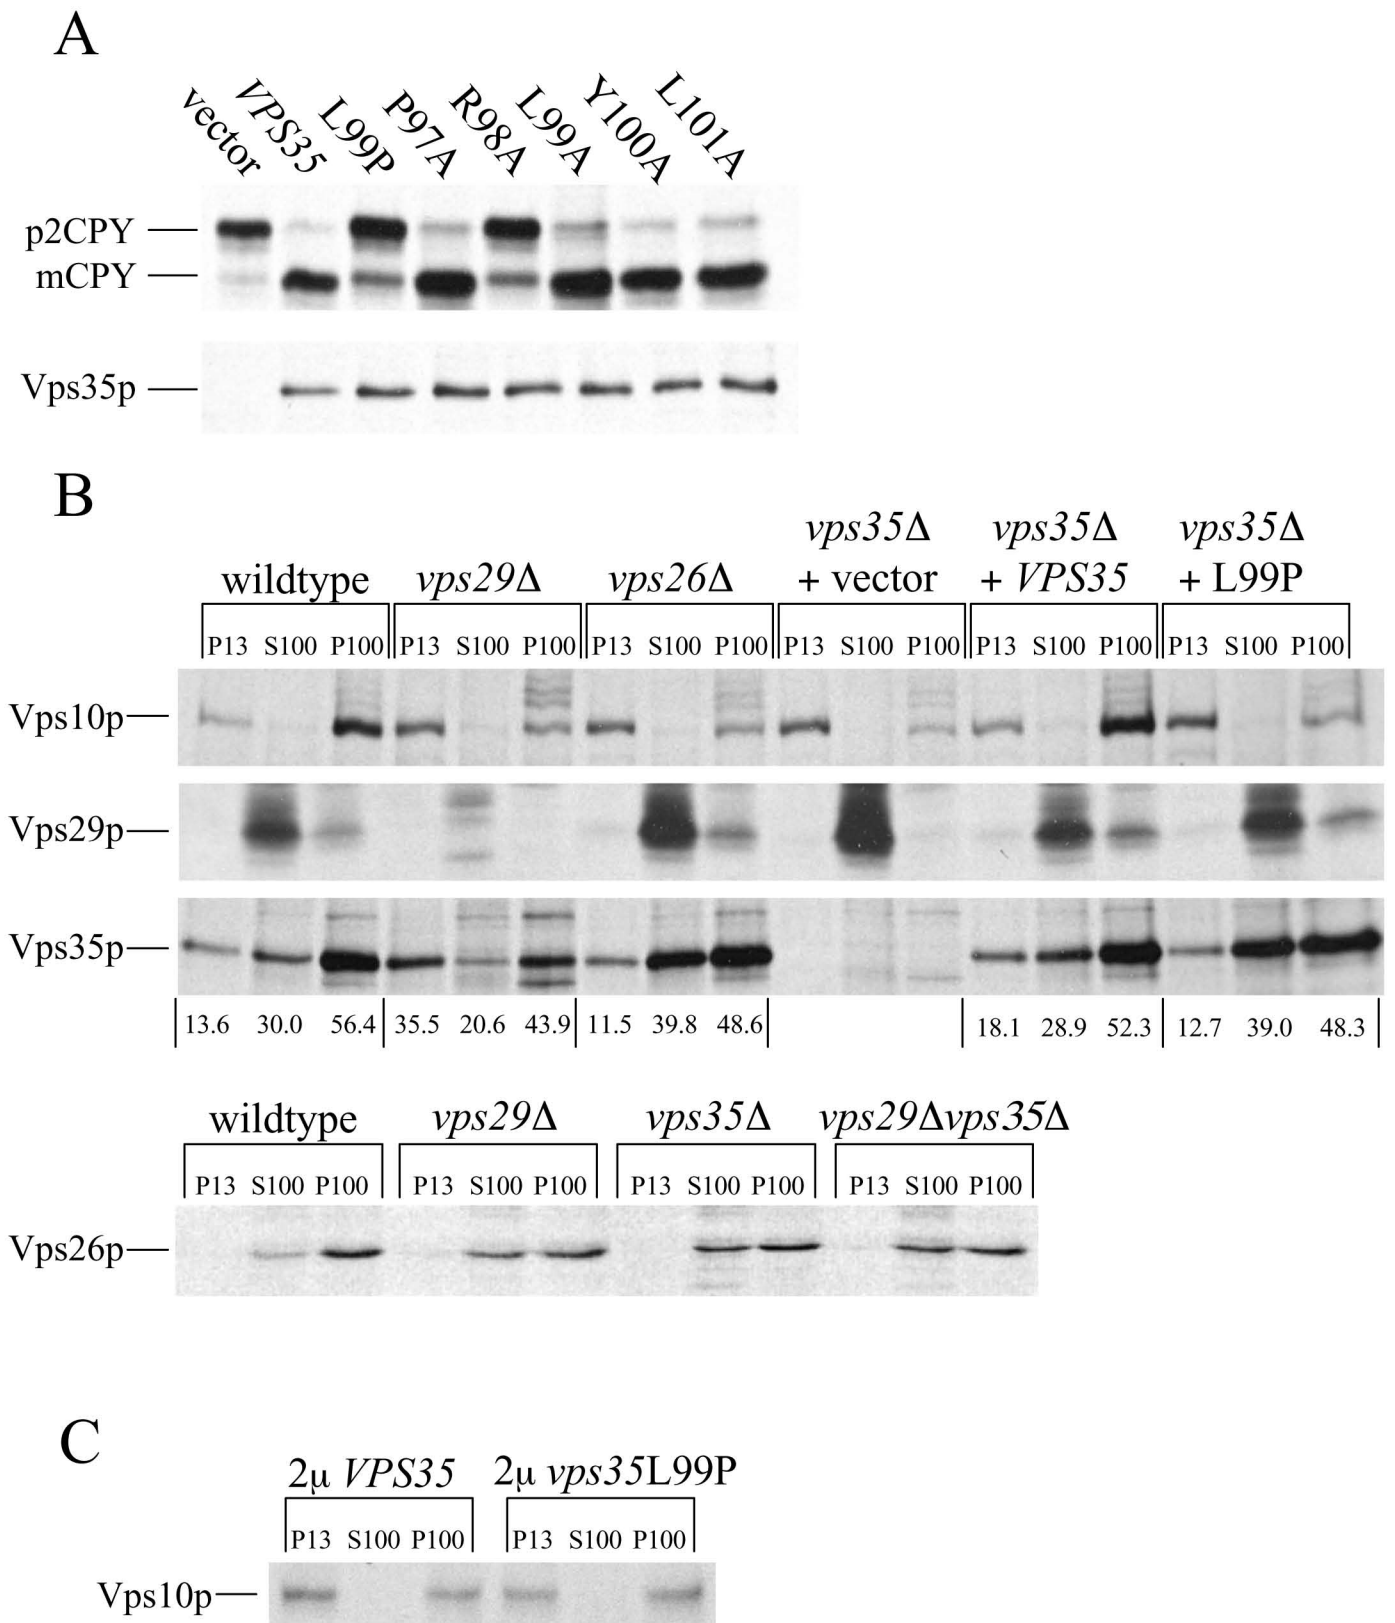 A
vector VPS35 L99P P97A R98A L99A Y100A L101A
p2CPY
mCPY
Vps35p
B
vps35Δ vps35Δ vps35Δ
wildtype vps29Δ vps26Δ + vector + VPS35 + L99P
P13 S100 P100 P13 S100 P100 P13 S100 P100 P13 S100 P100 P13 S100 P100 P13 S100 P100
Vps10p
Vps29p
Vps35p
13.6 30.0 56.4 35.5 20.6 43.9 11.5 39.8 48.6 18.1 28.9 52.3 12.7 39.0 48.3
wildtype vps29Δ vps35Δ vps29Δvps35Δ
P13 S100 P100 P13 S100 P100 P13 S100 P100 P13 S100 P100
Vps26p
C
2μ VPS35 2μ vps35L99P
P13 S100 P100 P13 S100 P100
Vps10p